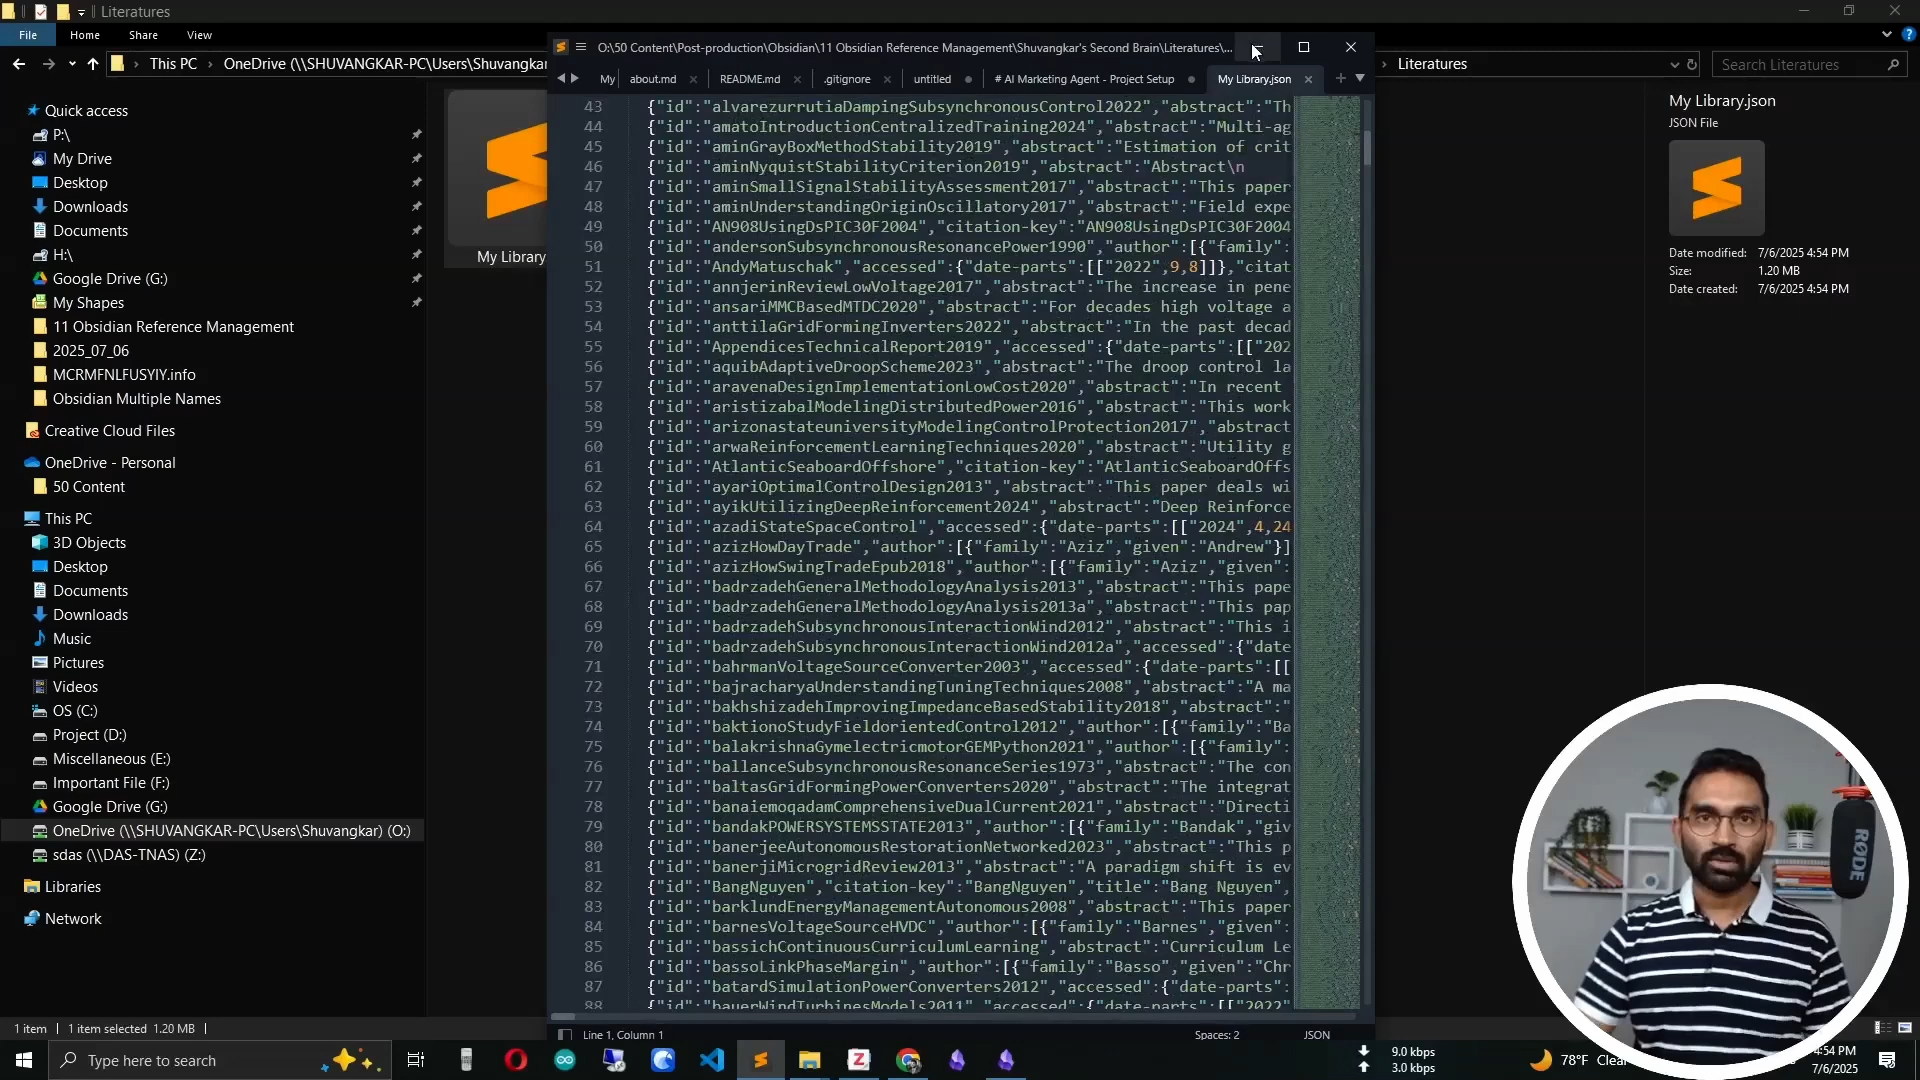 Literatures
File
Home
Share
View
This PC
OneDrive (\\SHUVANGKAR-PC\Users\Shuvangkar
Literatures
Search Literatures
Quick access
P:\
My Drive
Desktop
Downloads
Documents
H:\
Google Drive (G:)
My Shapes
11 Obsidian Reference Management
2025_07_06
MCRMFNLFUSYIY.info
Obsidian Multiple Names
Creative Cloud Files
OneDrive - Personal
50 Content
This PC
3D Objects
Desktop
Documents
Downloads
Music
Pictures
Videos
OS (C:)
Project (D:)
Miscellaneous (E:)
Important File (F:)
Google Drive (G:)
OneDrive (\\SHUVANGKAR-PC\Users\Shuvangkar) (O:)
sdas (\\DAS-TNAS) (Z:)
Libraries
Network
My Library
O:\50 Content\Post-production\Obsidian\11 Obsidian Reference Management\Shuvangkar's Second Brain\Literatures\...
My
about.md
README.md
.gitignore
untitled
# AI Marketing Agent - Project Setup
My Library.json
43 {"id":"alvarezurrutiaDampingSubsynchronousControl2022","abstract":"Th
44 {"id":"amatoIntroductionCentralizedTraining2024","abstract":"Multi-ag
45 {"id":"aminGrayBoxMethodStability2019","abstract":"Estimation of crit
46 {"id":"aminNyquistStabilityCriterion2019","abstract":"Abstract\n
47 {"id":"aminSmallSignalStabilityAssessment2017","abstract":"This paper
48 {"id":"aminUnderstandingOriginOscillatory2017","abstract":"Field expe
49 {"id":"AN908UsingDsPIC30F2004","citation-key":"AN908UsingDsPIC30F2004
50 {"id":"andersonSubsynchronousResonancePower1990","author":[{"family":
51 {"id":"AndyMatuschak","accessed":{"date-parts":[["2022",9,8]]},"citat
52 {"id":"annjerinReviewLowVoltage2017","abstract":"The increase in pene
53 {"id":"ansariMMCBasedMTDC2020","abstract":"For decades high voltage a
54 {"id":"anttilaGridFormingInverters2022","abstract":"In the past decad
55 {"id":"AppendicesTechnicalReport2019","accessed":{"date-parts":[["202
56 {"id":"aquibAdaptiveDroopScheme2023","abstract":"The droop control la
57 {"id":"aravenaDesignImplementationLowCost2020","abstract":"In recent
58 {"id":"aristizabalModelingDistributedPower2016","abstract":"This work
59 {"id":"arizonastateuniversityModelingControlProtection2017","abstract
60 {"id":"arwaReinforcementLearningTechniques2020","abstract":"Utility g
61 {"id":"AtlanticSeaboardOffshore","citation-key":"AtlanticSeaboardOffs
62 {"id":"ayariOptimalControlDesign2013","abstract":"This paper deals wi
63 {"id":"ayikUtilizingDeepReinforcement2024","abstract":"Deep Reinforce
64 {"id":"azadiStateSpaceControl","accessed":{"date-parts":[["2024",4,24
65 {"id":"azizHowDayTrade","author":[{"family":"Aziz","given":"Andrew"}]
66 {"id":"azizHowSwingTradeEpub2018","author":[{"family":"Aziz","given":
67 {"id":"badrzadehGeneralMethodologyAnalysis2013","abstract":"This pape
68 {"id":"badrzadehGeneralMethodologyAnalysis2013a","abstract":"This pap
69 {"id":"badrzadehSubsynchronousInteractionWind2012","abstract":"This i
70 {"id":"badrzadehSubsynchronousInteractionWind2012a","accessed":{"date
71 {"id":"bahrmanVoltageSourceConverter2003","accessed":{"date-parts":[[
72 {"id":"bajracharyaUnderstandingTuningTechniques2008","abstract":"A ma
73 {"id":"bakhshizadehImprovingImpedanceBasedStability2018","abstract":"
74 {"id":"baktionoStudyFieldorientedControl2012","author":[{"family":"Ba
75 {"id":"balakrishnaGymelectricmotorGEMPython2021","author":[{"family":
76 {"id":"ballanceSubsynchronousResonanceSeries1973","abstract":"The con
77 {"id":"baltasGridFormingPowerConverters2020","abstract":"The integrat
78 {"id":"banaiemoqadamComprehensiveDualCurrent2021","abstract":"Directi
79 {"id":"bandakPOWERSYSTEMSSTATE2013","author":[{"family":"Bandak","giv
80 {"id":"banerjeeAutonomousRestorationNetworked2023","abstract":"This p
81 {"id":"banerjiMicrogridReview2013","abstract":"A paradigm shift is ev
82 {"id":"BangNguyen","citation-key":"BangNguyen","title":"Bang Nguyen",
83 {"id":"barklundEnergyManagementAutonomous2008","abstract":"This paper
84 {"id":"barnesVoltageSourceHVDC","author":[{"family":"Barnes","given":
85 {"id":"bassichContinuousCurriculumLearning","abstract":"Curriculum Le
86 {"id":"bassoLinkPhaseMargin","author":[{"family":"Basso","given":"Chr
87 {"id":"batardSimulationPowerConverters2012","accessed":{"date-parts":
88 {"id":"bauerWindTurbinesModels2011","accessed":{"date-parts":[["2022"
Line 1, Column 1
Spaces: 2
JSON
My Library.json
JSON File
Date modified: 7/6/2025 4:54 PM
Size: 1.20 MB
Date created: 7/6/2025 4:54 PM
RØDE
1 item
1 item selected 1.20 MB
Type here to search
9.0 kbps
3.0 kbps
78°F Clea
4:54 PM
7/6/2025